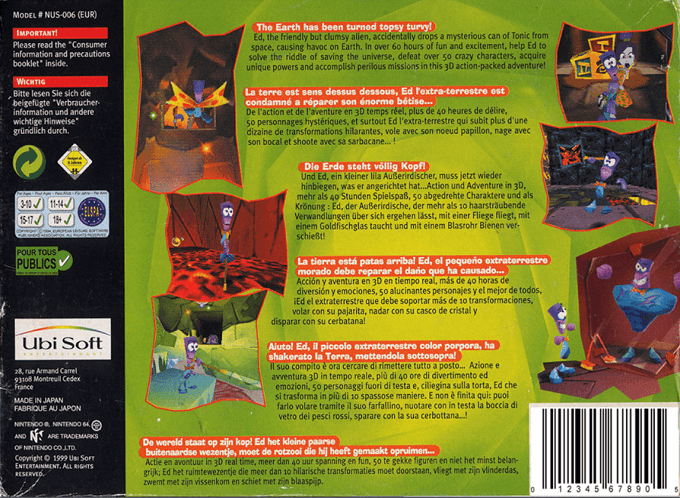 MODEL # NUS-006 (EUR)
IMPORTANT!
Please read the "Consumer
information and precautions
booklet" inside.
WICHTIG
Bitte lesen Sie sich die
beigefügte "Verbraucher-
information und andere
wichtige Hinweise"
gründlich durch.
3-10 11-14
15-17 18+
ELSPA
POUR TOUS
PUBLICS
Ubi Soft
ENTERTAINMENT
28, rue Armand Carrel
93108 Montreuil Cedex
France
MADE IN JAPAN
FABRIQUE AU JAPON
NINTENDO ®, NINTENDO 64,
AND ARE TRADEMARKS
OF NINTENDO CO.,LTD.
Copyright © 1999 UBI SOFT
ENTERTAINMENT. ALL RIGHTS
RESERVED.
The Earth has been turned topsy turvy!
Ed, the friendly but clumsy alien, accidentally drops a mysterious can of Tonic from
space, causing havoc on Earth. In over 60 hours of fun and excitement, help Ed to
solve the riddle of saving the universe, defeat over 50 crazy characters, acquire
unique powers and accomplish perilous missions in this 3D action-packed adventure!
La terre est sens dessus dessous, Ed l'extra-terrestre est
condamné a réparer son énorme bétise...
De l'action et de l'aventure en 3D temps réel, plus de 40 heures de délire,
50 personnages hystériques, et surtout Ed l'extra-terrestre qui subit plus d'une
dizaine de transformations hilarantes, vole avec son noeud papillon, nage avec
son bocal et shoote avec sa sarbacane... !
Die Erde steht völlig Kopf!
Und Ed, ein kleiner lila Außerirdischer, muss jetzt wieder
hinbiegen, was er angerichet hat...Action und Adventure in 3D,
mehr als 40 Stunden Spielspaß, 50 abgedrehte Charaktere und als
Krönung : Ed, der Außerirdische, der mehr als 10 haarsträubende
Verwandlungen über sich ergehen lässt, mit einer Fliege fliegt, mit
einem Goldfischglas taucht und mit einem Blasrohr Bienen ver-
schießt!
La tierra está patas arriba! Ed, el pequeño extraterrestre
morado debe reparar el daño que ha causado...
Acción y aventura en 3D en tiempo real, más de 40 horas de
diversión y emociones, 50 alucinantes personajes y el mejor de todos,
¡Ed el extraterrestre que debe soportar más de 10 transformaciones,
volar con su pajarita, nadar con su casco de cristal y
disparar con su cerbatana!
Aiuto! Ed, il piccolo extraterrestre color porpora, ha
shakorato la Terra, mettendola sottosopra!
Il suo compito è ora cercare di rimettere tutto a posto... Azione e
avventura 3D in tempo reale, più di 40 ore di divertimento ed
emozioni, 50 personaggi fuori di testa e, ciliegina sulla torta, Ed che
si trasforma in più di 10 spassose maniere. E non è finita qui: puoi
farlo volare tramite il suo farfallino, nuotare con in testa la boccia di
vetro dei pesci rossi, sparare con la sua cerbottana...!
De wereld staat op zijn kop! Ed het kleine paarse
buitenaardse wezentje, moet de rotzooi die hij heeft gemaakt opruimen...
Actie en avontuur in 3D real time, meer dan 40 uur spanning en fun, 50 te gekke figuren en niet het minst belan-
grijk; Ed het ruimtewezentje die meer dan 10 hilarische transformaties moet doorstaan, vliegt met zijn vlinderdas,
zwemt met zijn vissenkom en schiet met zijn blaaspijp.
0 12345 67890 5